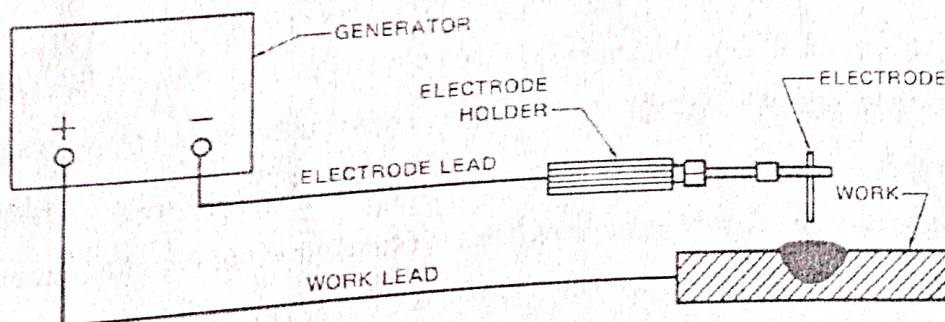 GENERATOR
ELECTRODE
ELECTRODE
HOLDER
+
−
ELECTRODE LEAD
WORK
WORK LEAD